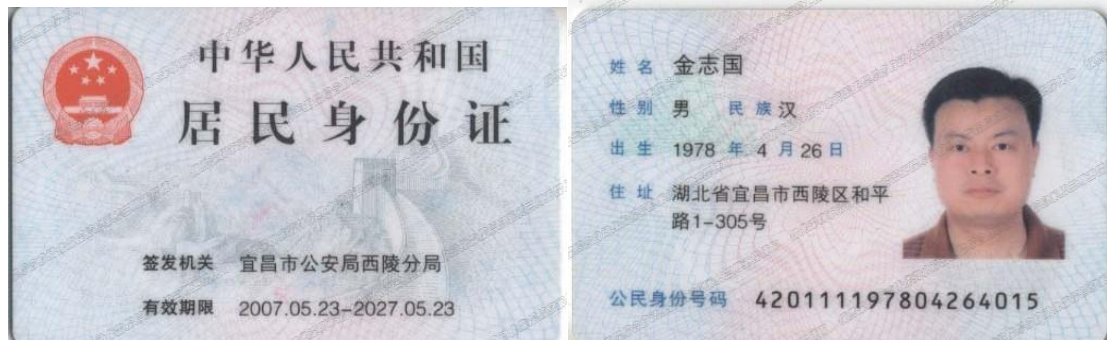 中华人民共和国
居民身份证
签发机关 宜昌市公安局西陵分局
有效期限 2007.05.23-2027.05.23
姓名 金志国
性别 男 民族 汉
出生 1978 年 4 月 26 日
住址 湖北省宜昌市西陵区和平
路1-305号
公民身份号码 420111197804264015